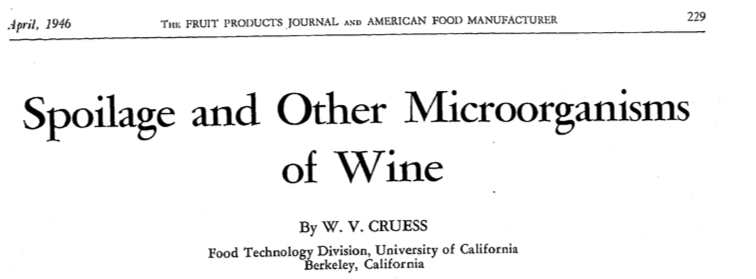 April, 1946 THE FRUIT PRODUCTS JOURNAL AND AMERICAN FOOD MANUFACTURER 229
Spoilage and Other Microorganisms
of Wine
By W. V. CRUESS
Food Technology Division, University of California
Berkeley, California